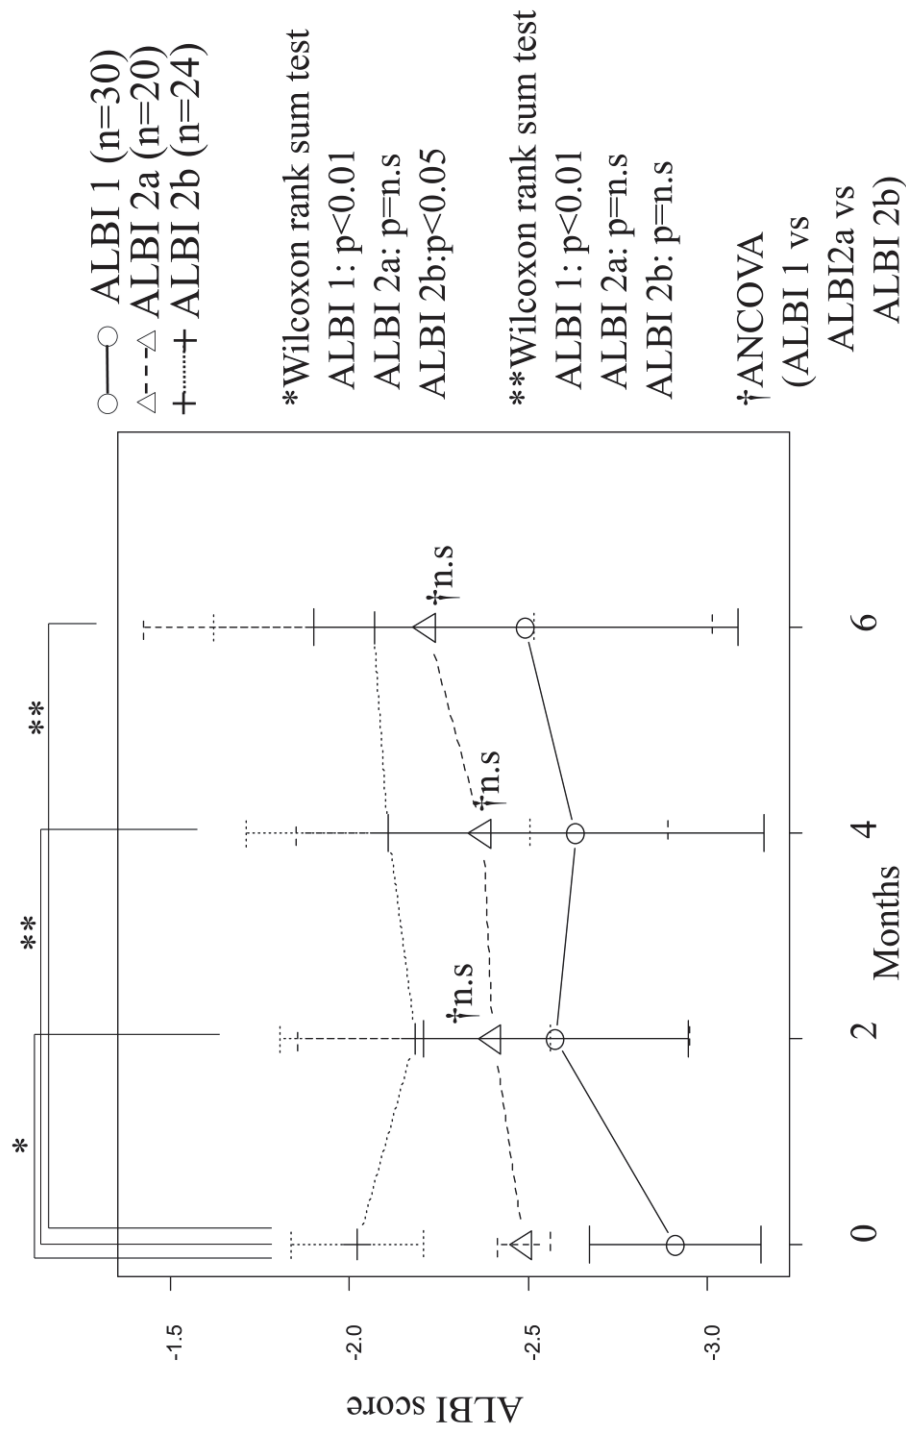 ALBI 1 (n=30)
ALBI 2a (n=20)
ALBI 2b (n=24)
*Wilcoxon rank sum test
ALBI 1: p<0.01
ALBI 2a: p=n.s
ALBI 2b:p<0.05
**Wilcoxon rank sum test
ALBI 1: p<0.01
ALBI 2a: p=n.s
ALBI 2b: p=n.s
†ANCOVA
(ALBI 1 vs
ALBI2a vs
ALBI 2b)
*
**
**
†n.s
†n.s
†n.s
ALBI score
-1.5
-2.0
-2.5
-3.0
0
2
4
6
Months